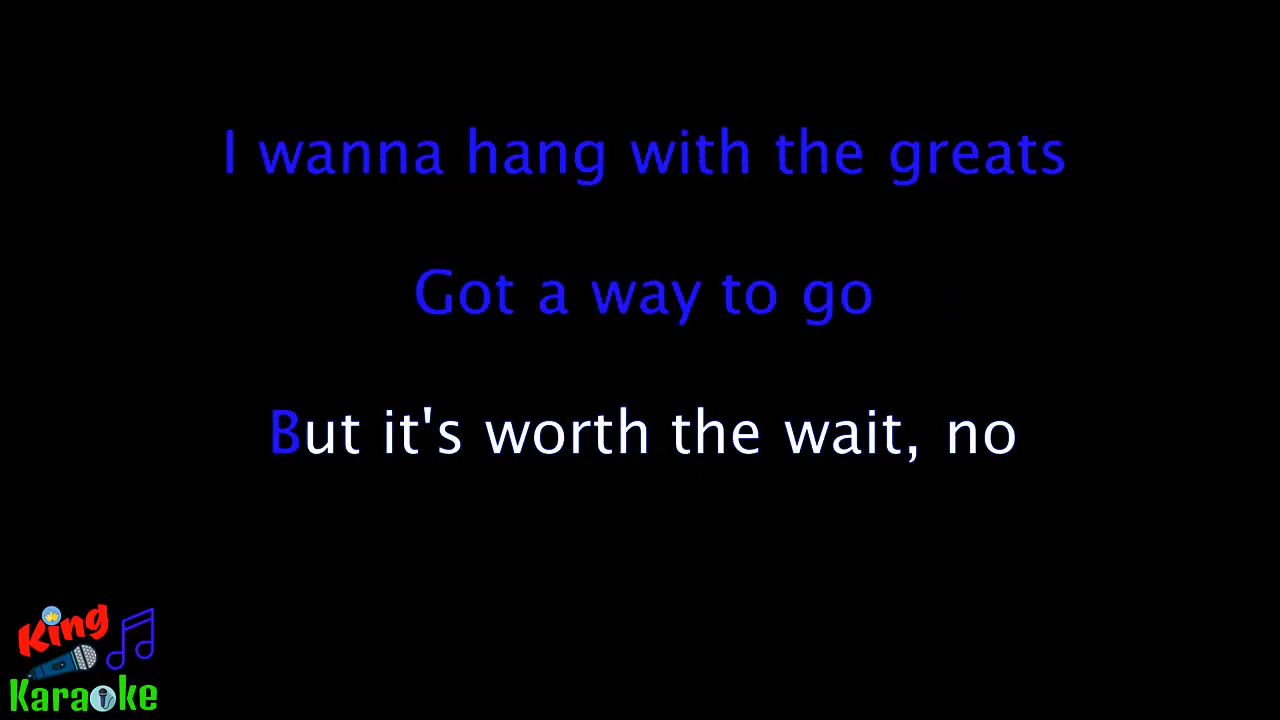 I wanna hang with the greats
Got a way to go
But it's worth the wait, no
King
Karaoke